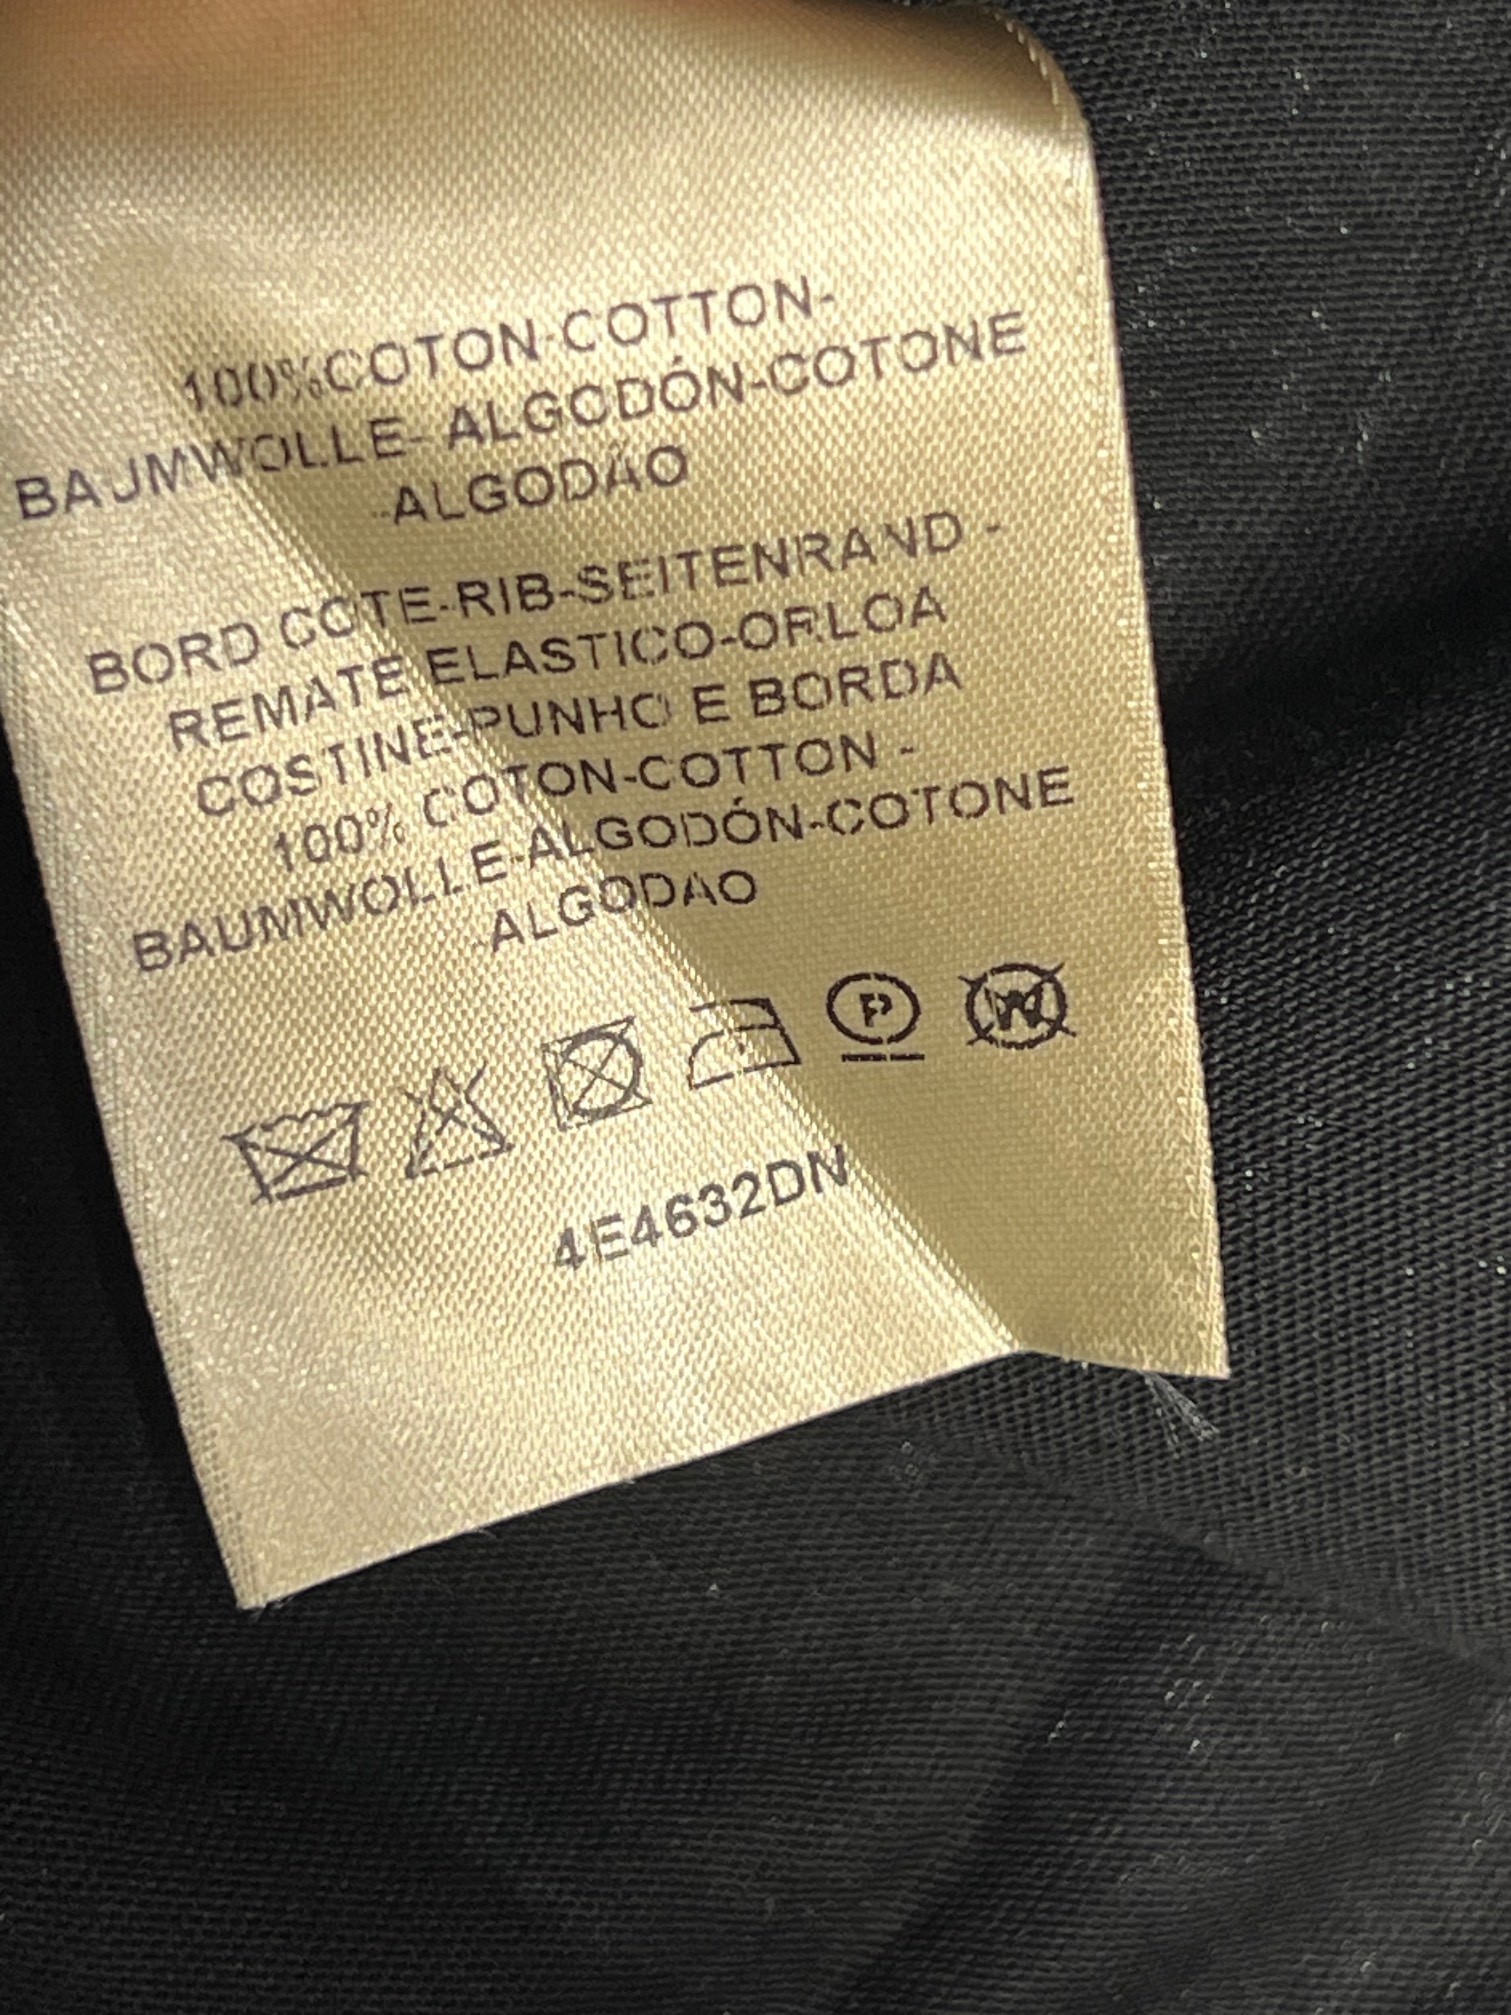 100%COTON-COTTON-
BAUMWOLLE- ALGODÓN-COTONE
-ALGODÃO
BORD COTE-RIB-SEITENRAND -
REMATE ELASTICO-ORLOA
COSTINE-PUNHO E BORDA
100% COTON-COTTON -
BAUMWOLLE-ALGODÓN-COTONE
-ALGODAO
P W
4E4632DN